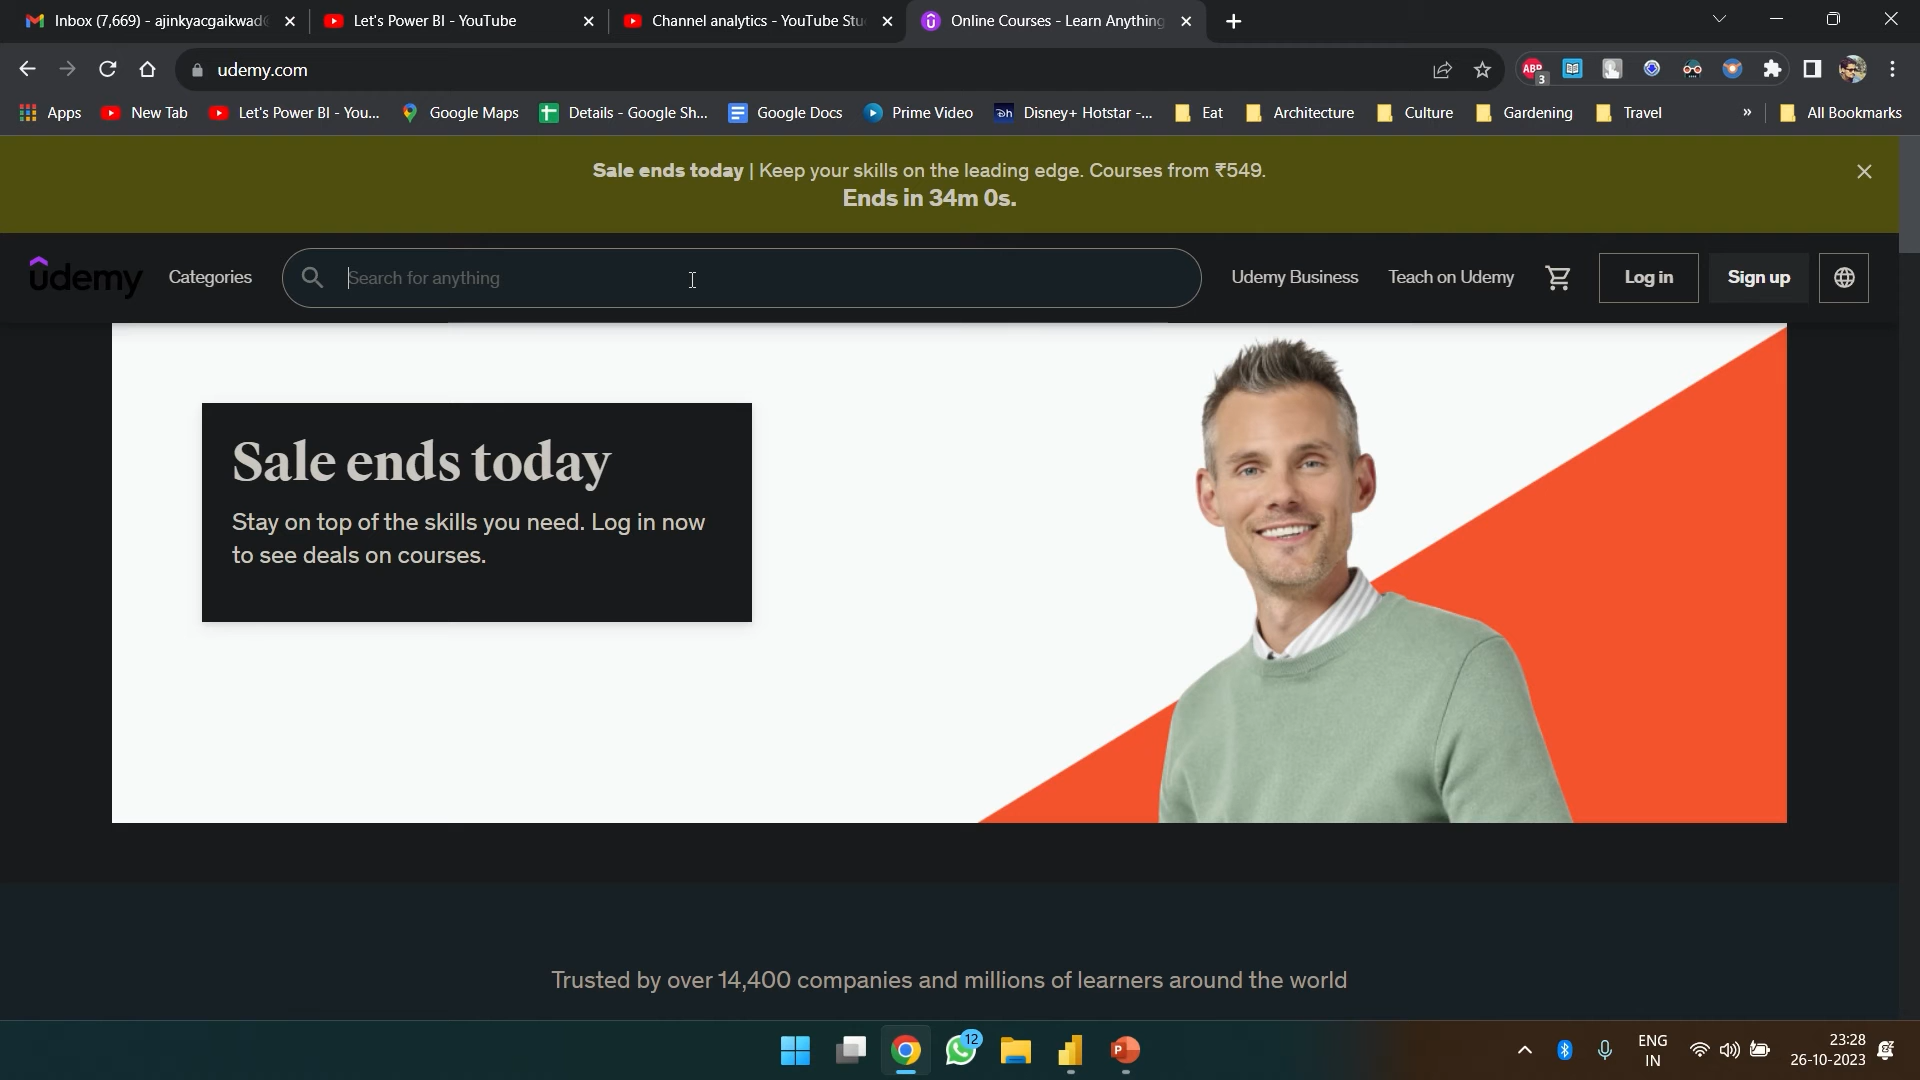 Inbox (7,669) - ajinkyacgaikwad
Let's Power BI - YouTube
Channel analytics - YouTube Stu
Online Courses - Learn Anything
udemy.com
ABP
3
Apps
New Tab
Let's Power BI - You...
Google Maps
Details - Google Sh...
Google Docs
Prime Video
Disney+ Hotstar -...
Eat
Architecture
Culture
Gardening
Travel
»
All Bookmarks
Sale ends today | Keep your skills on the leading edge. Courses from ₹549.
Ends in 34m 0s.
udemy
Categories
Search for anything
Udemy Business
Teach on Udemy
Log in
Sign up
Sale ends today
Stay on top of the skills you need. Log in now
to see deals on courses.
Trusted by over 14,400 companies and millions of learners around the world
12
P
ENG
IN
23:28
26-10-2023